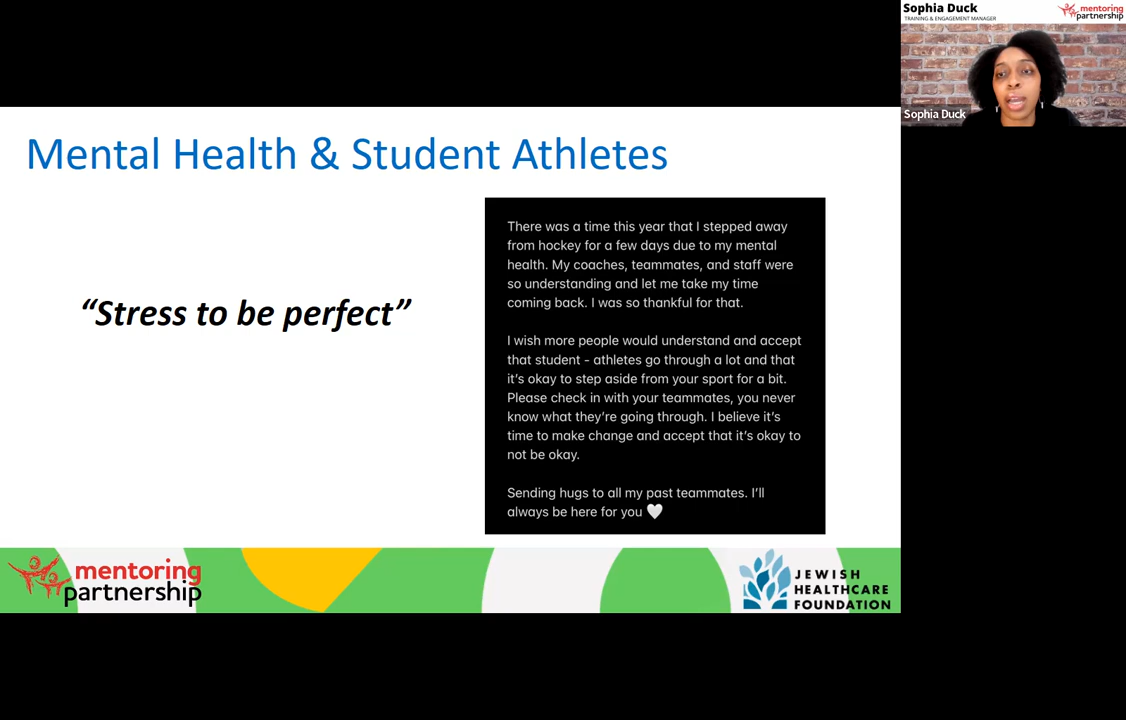 Sophia Duck
TRAINING & ENGAGEMENT MANAGER
mentoring
partnership
Sophia Duck
Mental Health & Student Athletes
“Stress to be perfect”
There was a time this year that I stepped away
from hockey for a few days due to my mental
health. My coaches, teammates, and staff were
so understanding and let me take my time
coming back. I was so thankful for that.
I wish more people would understand and accept
that student - athletes go through a lot and that
it’s okay to step aside from your sport for a bit.
Please check in with your teammates, you never
know what they’re going through. I believe it’s
time to make change and accept that it’s okay to
not be okay.
Sending hugs to all my past teammates. I’ll
always be here for you 🤍
mentoring
partnership
JEWISH
HEALTHCARE
FOUNDATION